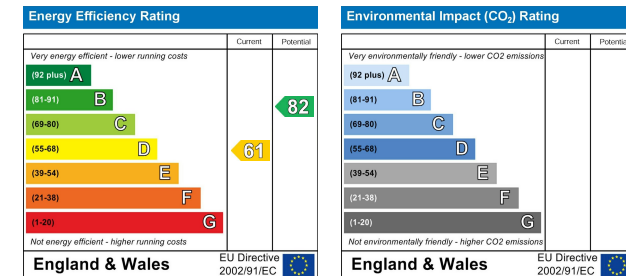 Energy Efficiency Rating
Current Potential
Very energy efficient - lower running costs
(92 plus) A
(81-91) B
(69-80) C
(55-68) D
(39-54) E
(21-38) F
(1-20) G
82
61
Not energy efficient - higher running costs
England & Wales
EU Directive
2002/91/EC
Environmental Impact (CO₂) Rating
Current Potential
Very environmentally friendly - lower CO2 emissions
(92 plus) A
(81-91) B
(69-80) C
(55-68) D
(39-54) E
(21-38) F
(1-20) G
Not environmentally friendly - higher CO2 emissions
England & Wales
EU Directive
2002/91/EC